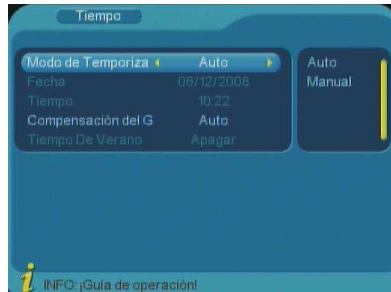 Tiempo
Modo de Temporiza Auto
Fecha 06/12/2008
Tiempo 10:22
Compensación del G Auto
Tiempo De Verano Apagar
Auto
Manual
INFO:¡Guía de operación!